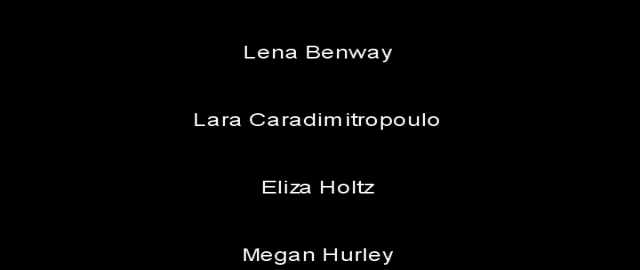 Lena Benway
Lara Caradimitropoulo
Eliza Holtz
Megan Hurley